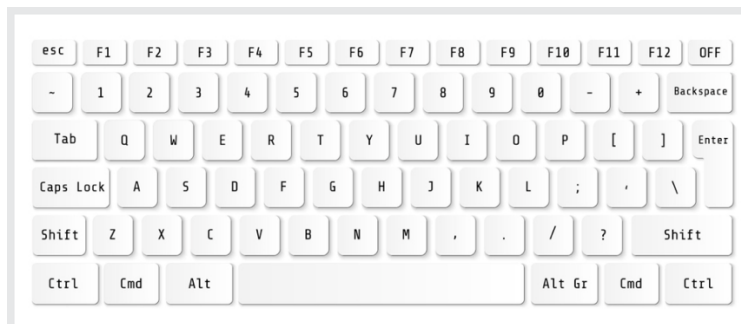 esc F1 F2 F3 F4 F5 F6 F7 F8 F9 F10 F11 F12 OFF
~ 1 2 3 4 5 6 7 8 9 0 - + Backspace
Tab Q W E R T Y U I O P [ ] Enter
Caps Lock A S D F G H J K L ; ' \
Shift Z X C V B N M , . / ? Shift
Ctrl Cmd Alt Alt Gr Cmd Ctrl